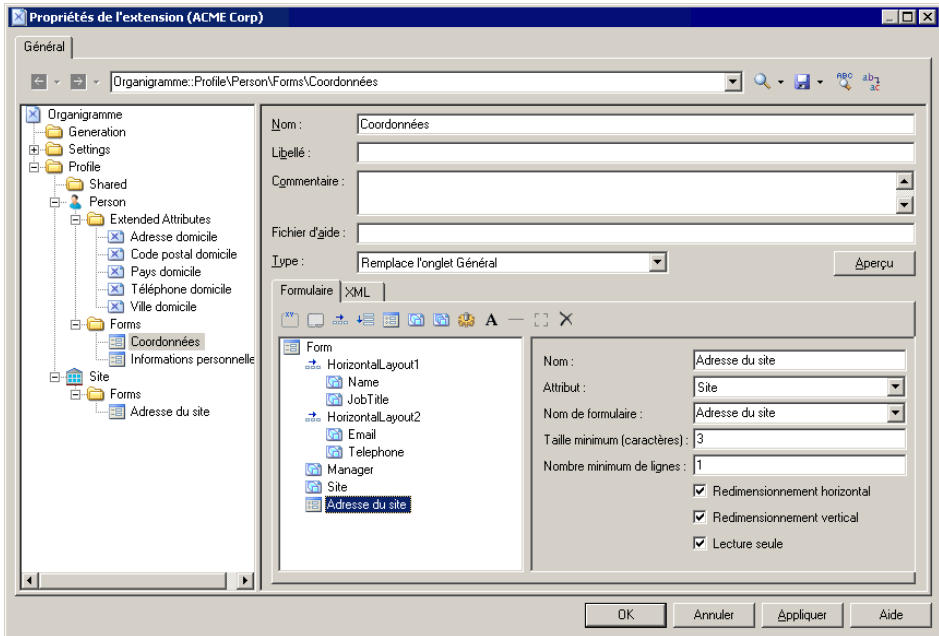 Propriétés de l'extension (ACME Corp)
Général
Organigramme::Profile\Person\Forms\Coordonnées
Organigramme
Generation
Settings
Profile
Shared
Person
Extended Attributes
Adresse domicile
Code postal domicile
Pays domicile
Téléphone domicile
Ville domicile
Forms
Coordonnées
Informations personnelle
Site
Forms
Adresse du site
Nom : Coordonnées
Libellé :
Commentaire :
Fichier d'aide :
Type : Remplace l'onglet Général Aperçu
Formulaire XML
A
Form
HorizontalLayout1
Name
JobTitle
HorizontalLayout2
Email
Telephone
Manager
Site
Adresse du site
Nom : Adresse du site
Attribut : Site
Nom de formulaire : Adresse du site
Taille minimum (caractères) : 3
Nombre minimum de lignes : 1
Redimensionnement horizontal
Redimensionnement vertical
Lecture seule
OK Annuler Appliquer Aide